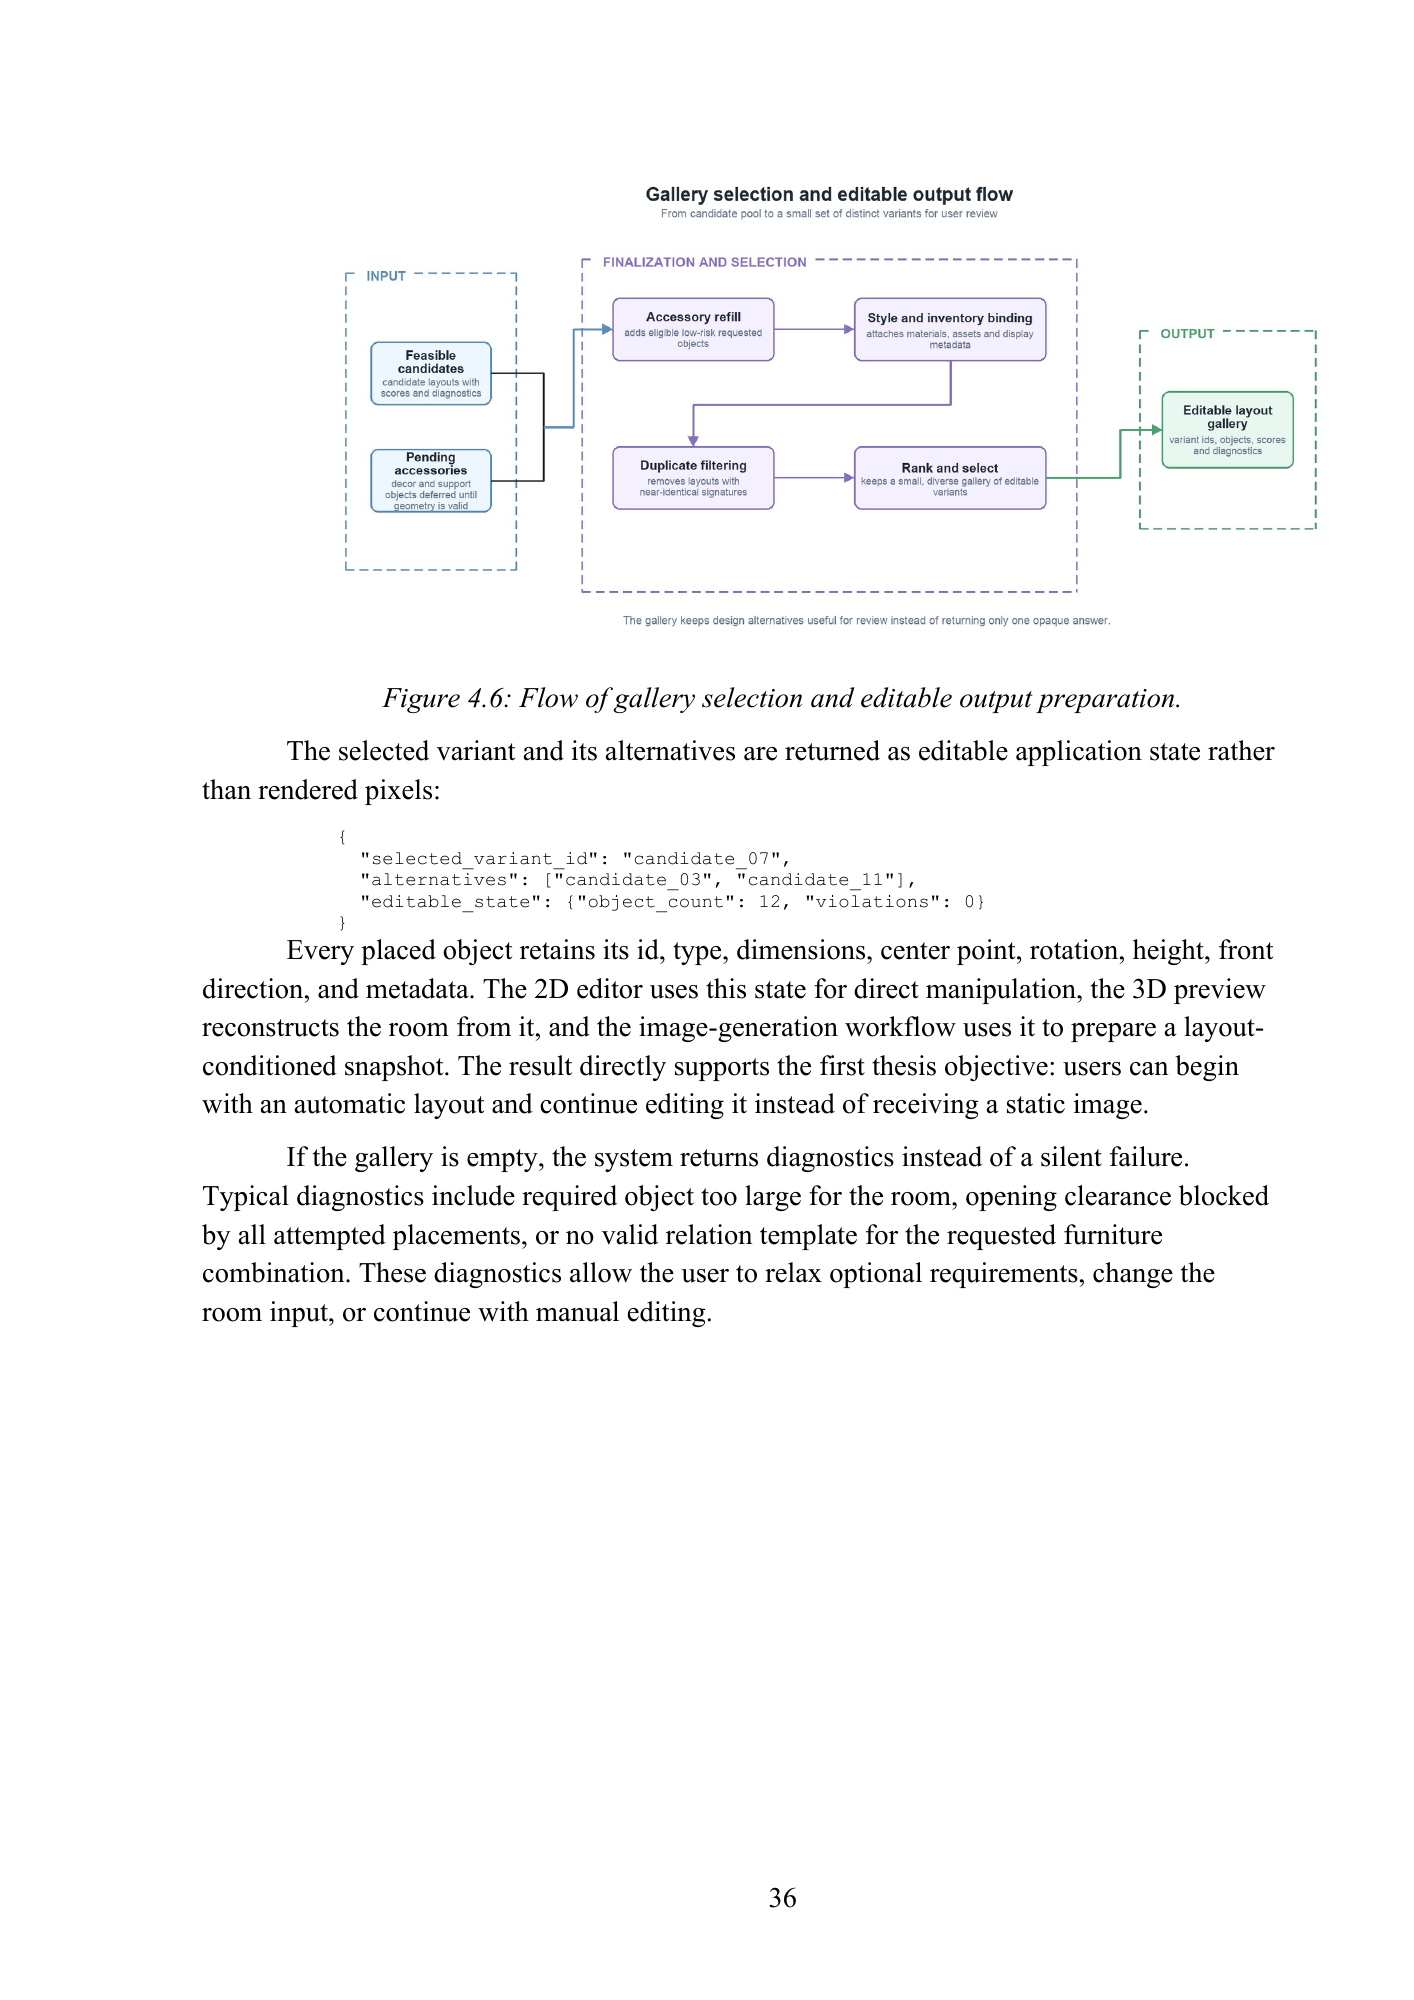 Gallery selection and editable output flow
From candidate pool to a small set of distinct variants for user review
INPUT
Feasible
candidates
candidate layouts with
scores and diagnostics
Pending
accessories
decor and support
objects deferred until
geometry is valid
FINALIZATION AND SELECTION
Accessory refill
adds eligible low-risk requested
objects
Style and inventory binding
attaches materials, assets and display
metadata
Duplicate filtering
removes layouts with
near-identical signatures
Rank and select
keeps a small, diverse gallery of editable
variants
OUTPUT
Editable layout
gallery
variant ids, objects, scores
and diagnostics
The gallery keeps design alternatives useful for review instead of returning only one opaque answer.
Figure 4.6: Flow of gallery selection and editable output preparation.
The selected variant and its alternatives are returned as editable application state rather
than rendered pixels:
{
"selected_variant_id": "candidate_07",
"alternatives": ["candidate_03", "candidate_11"],
"editable_state": {"object_count": 12, "violations": 0}
}
Every placed object retains its id, type, dimensions, center point, rotation, height, front
direction, and metadata. The 2D editor uses this state for direct manipulation, the 3D preview
reconstructs the room from it, and the image-generation workflow uses it to prepare a layout-
conditioned snapshot. The result directly supports the first thesis objective: users can begin
with an automatic layout and continue editing it instead of receiving a static image.
If the gallery is empty, the system returns diagnostics instead of a silent failure.
Typical diagnostics include required object too large for the room, opening clearance blocked
by all attempted placements, or no valid relation template for the requested furniture
combination. These diagnostics allow the user to relax optional requirements, change the
room input, or continue with manual editing.
36